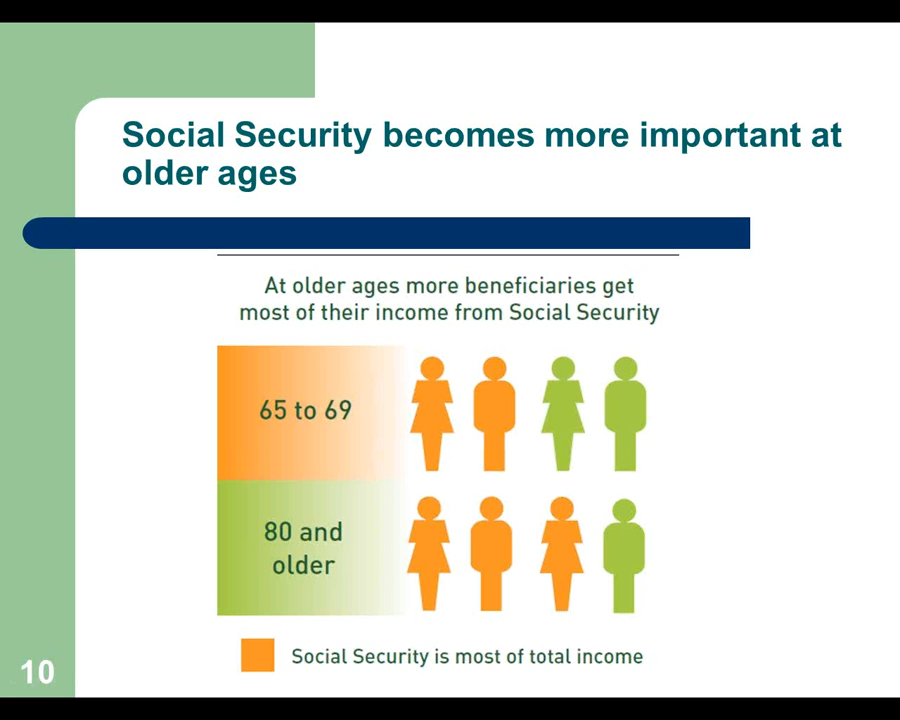 Social Security becomes more important at
older ages
At older ages more beneficiaries get
most of their income from Social Security
65 to 69
80 and
older
Social Security is most of total income
10